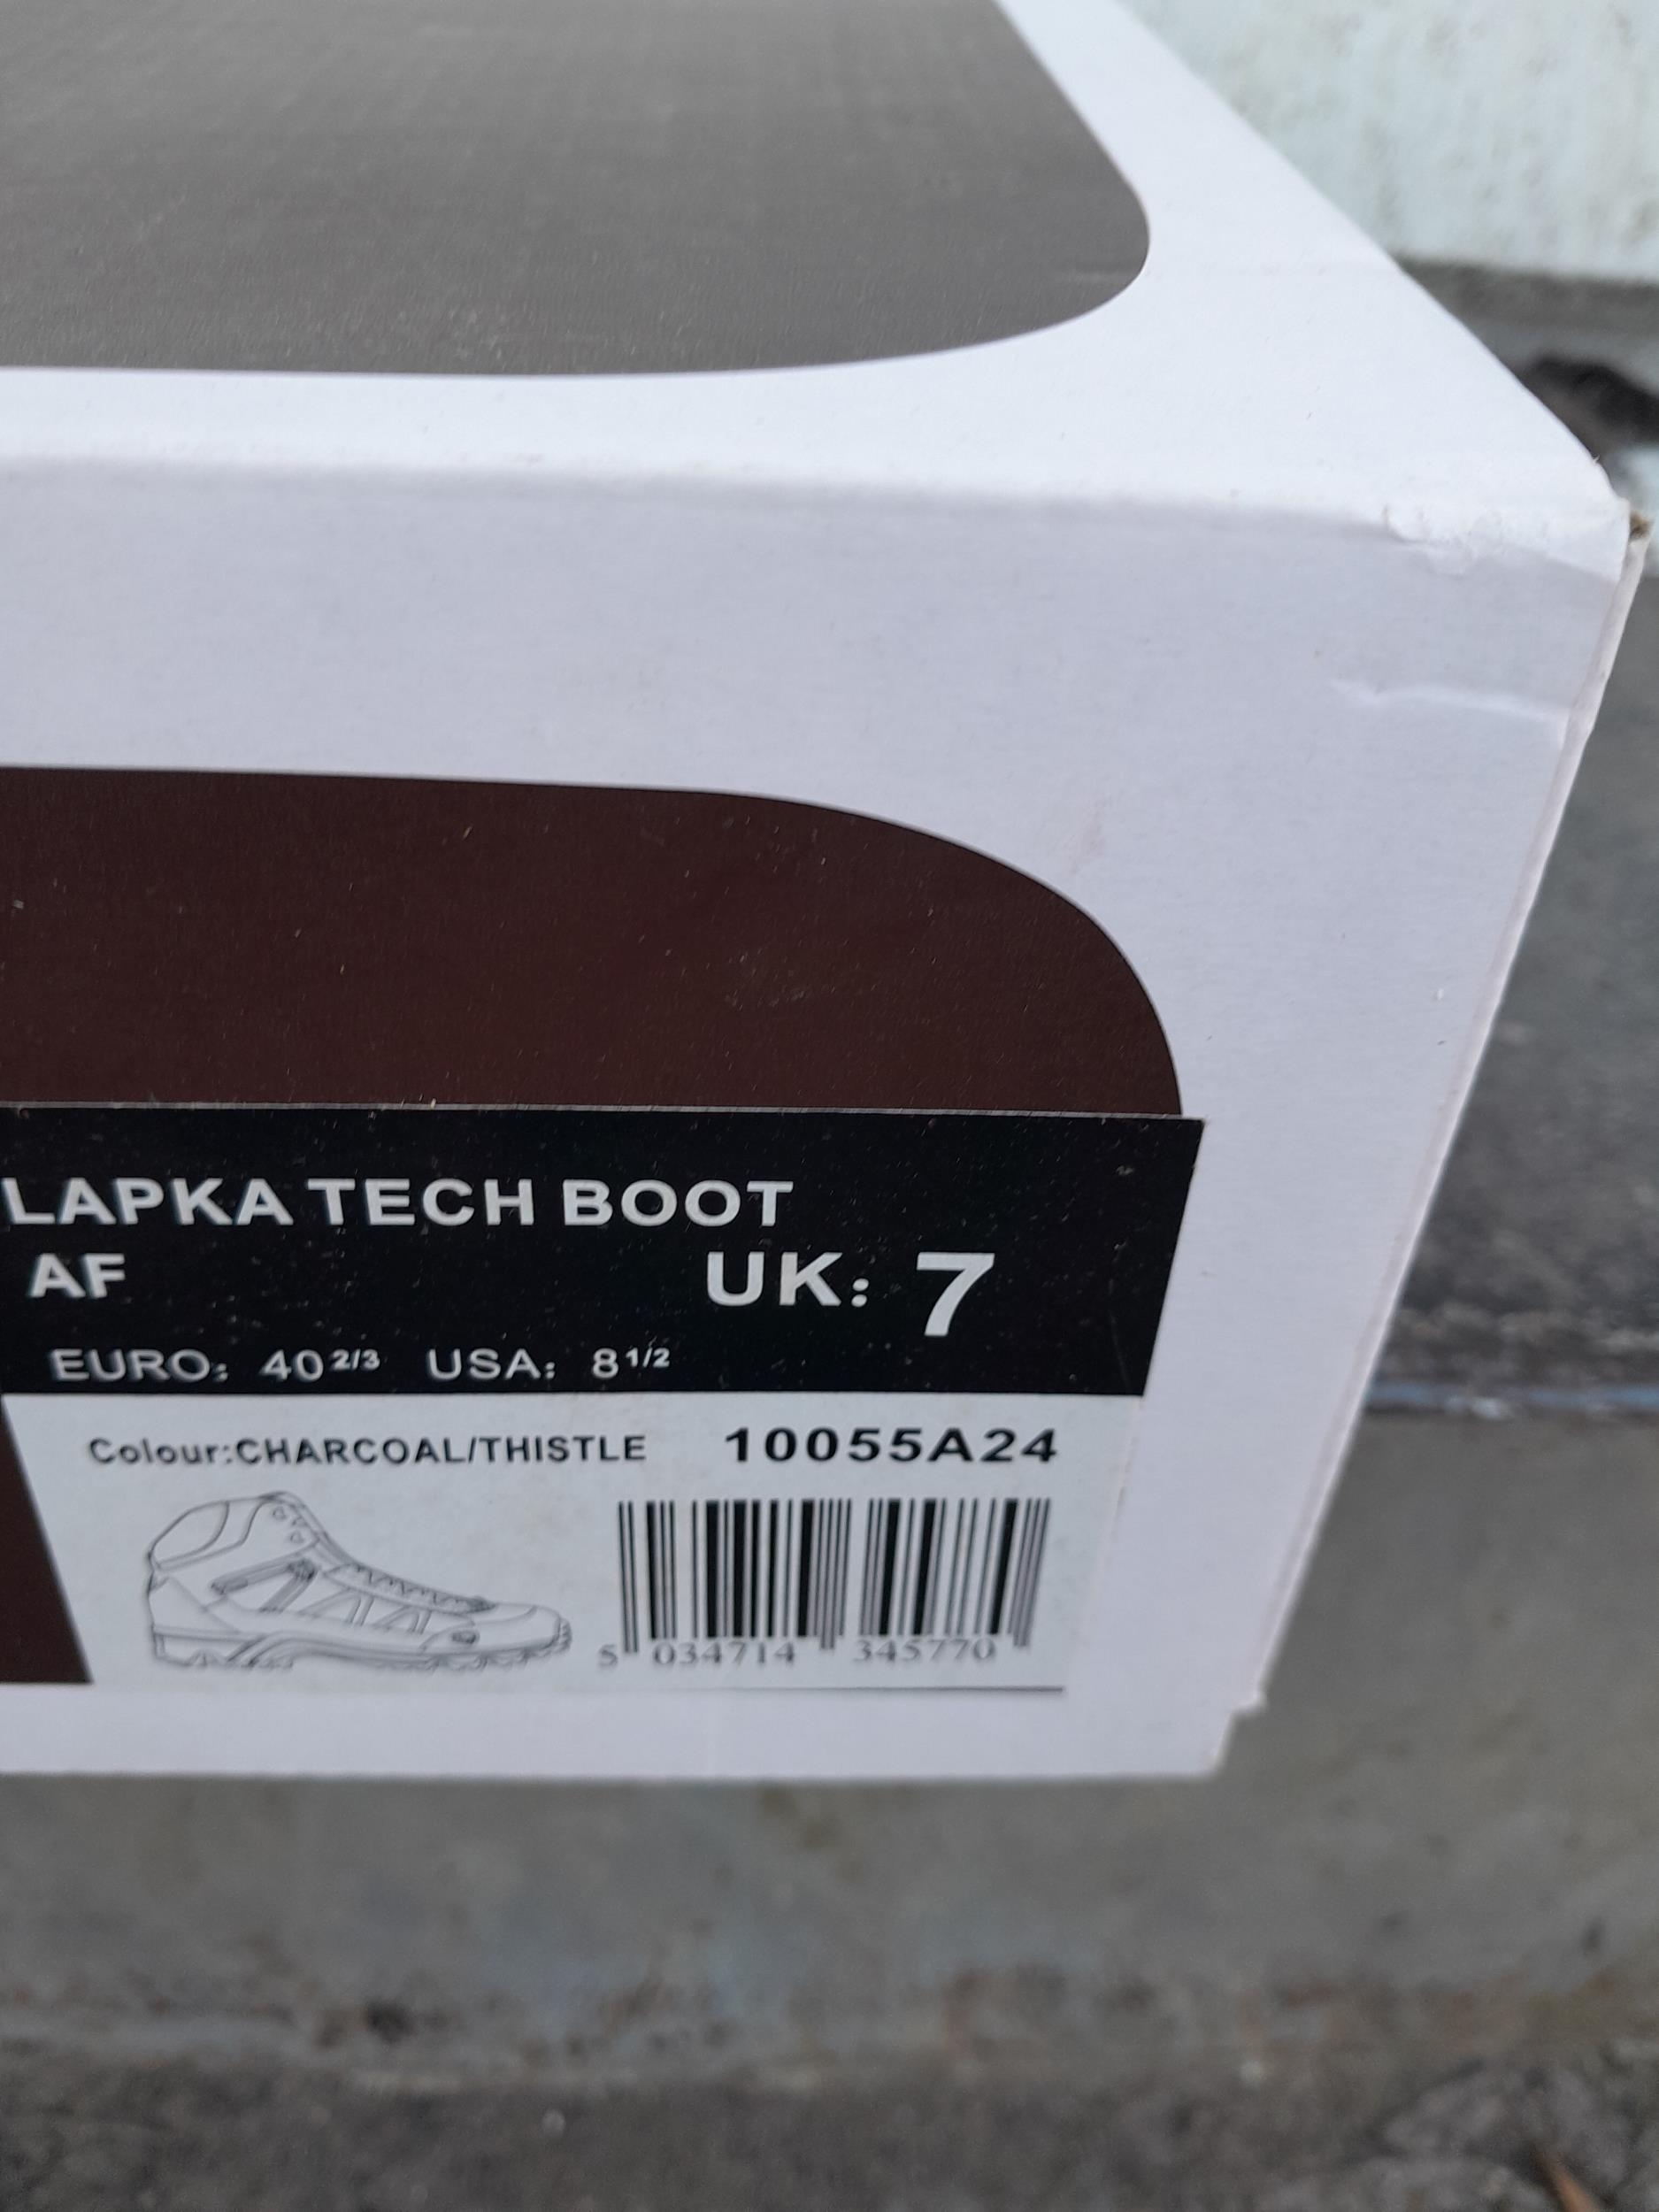 LAPKA TECH BOOT
AF UK: 7
EURO: 40 2/3 USA: 8 1/2
Colour:CHARCOAL/THISTLE 10055A24
5 034714 345770